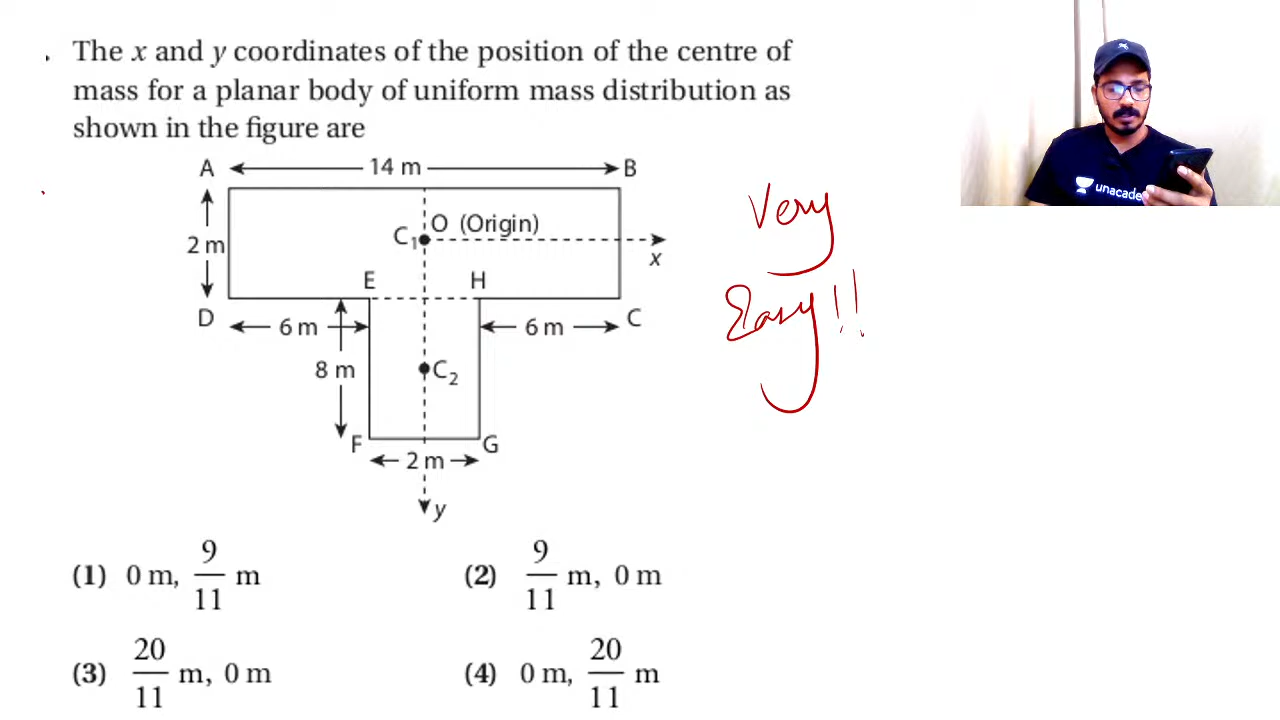 . The x and y coordinates of the position of the centre of
mass for a planar body of uniform mass distribution as
shown in the figure are
A 14 m B
2 m
C₁ O (Origin)
x
E H
D 6 m 6 m C
8 m C₂
F G
2 m
y
Very
Easy!!
unacade
(1) 0 m, 9/11 m (2) 9/11 m, 0 m
(3) 20/11 m, 0 m (4) 0 m, 20/11 m